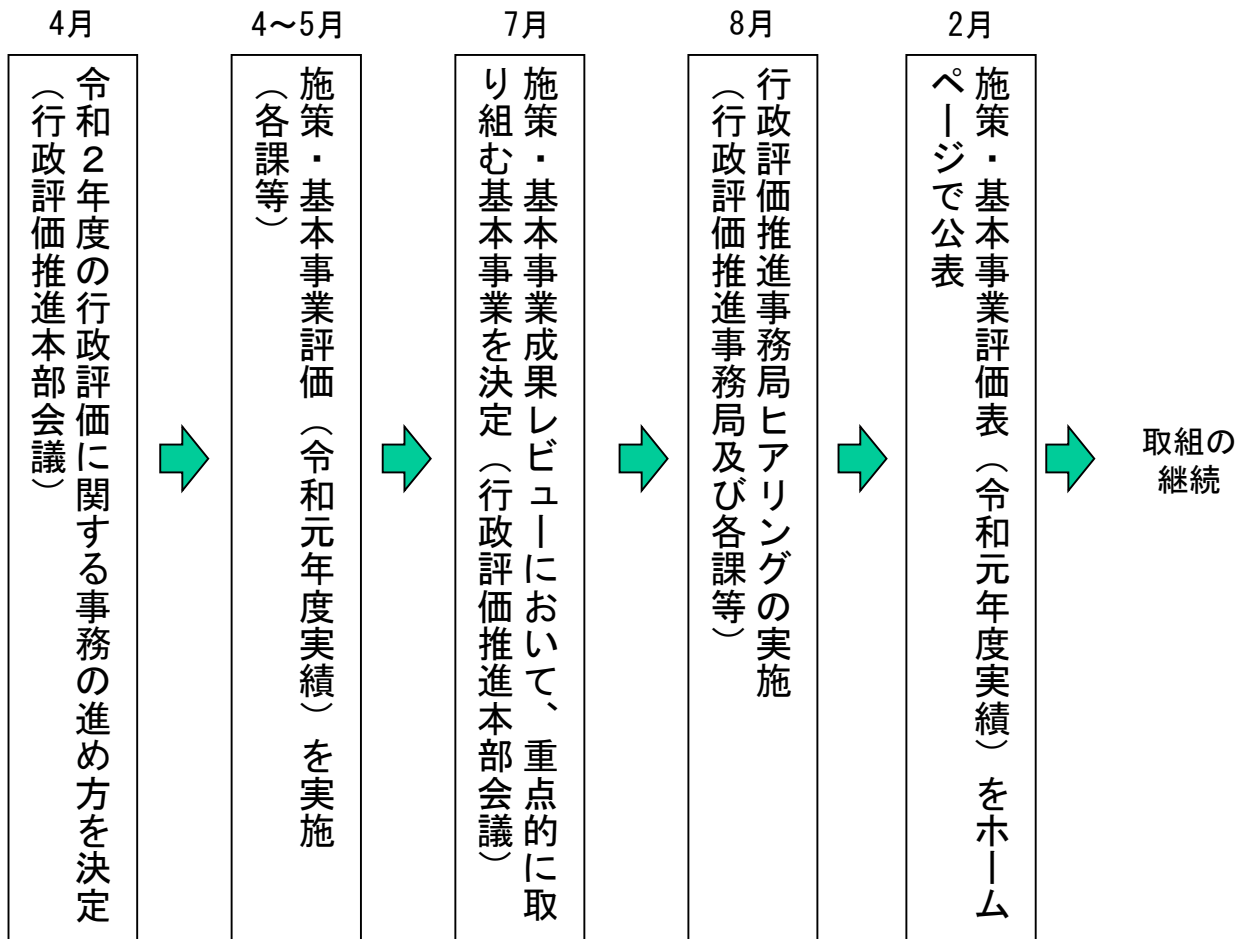 4月
令和２年度の行政評価に関する事務の進め方を決定
（行政評価推進本部会議）
4～5月
施策・基本事業評価（令和元年度実績）を実施
（各課等）
7月
施策・基本事業成果レビューにおいて、重点的に取
り組む基本事業を決定（行政評価推進本部会議）
8月
行政評価推進事務局ヒアリングの実施
（行政評価推進事務局及び各課等）
2月
施策・基本事業評価表（令和元年度実績）をホーム
ページで公表
取組の
継続